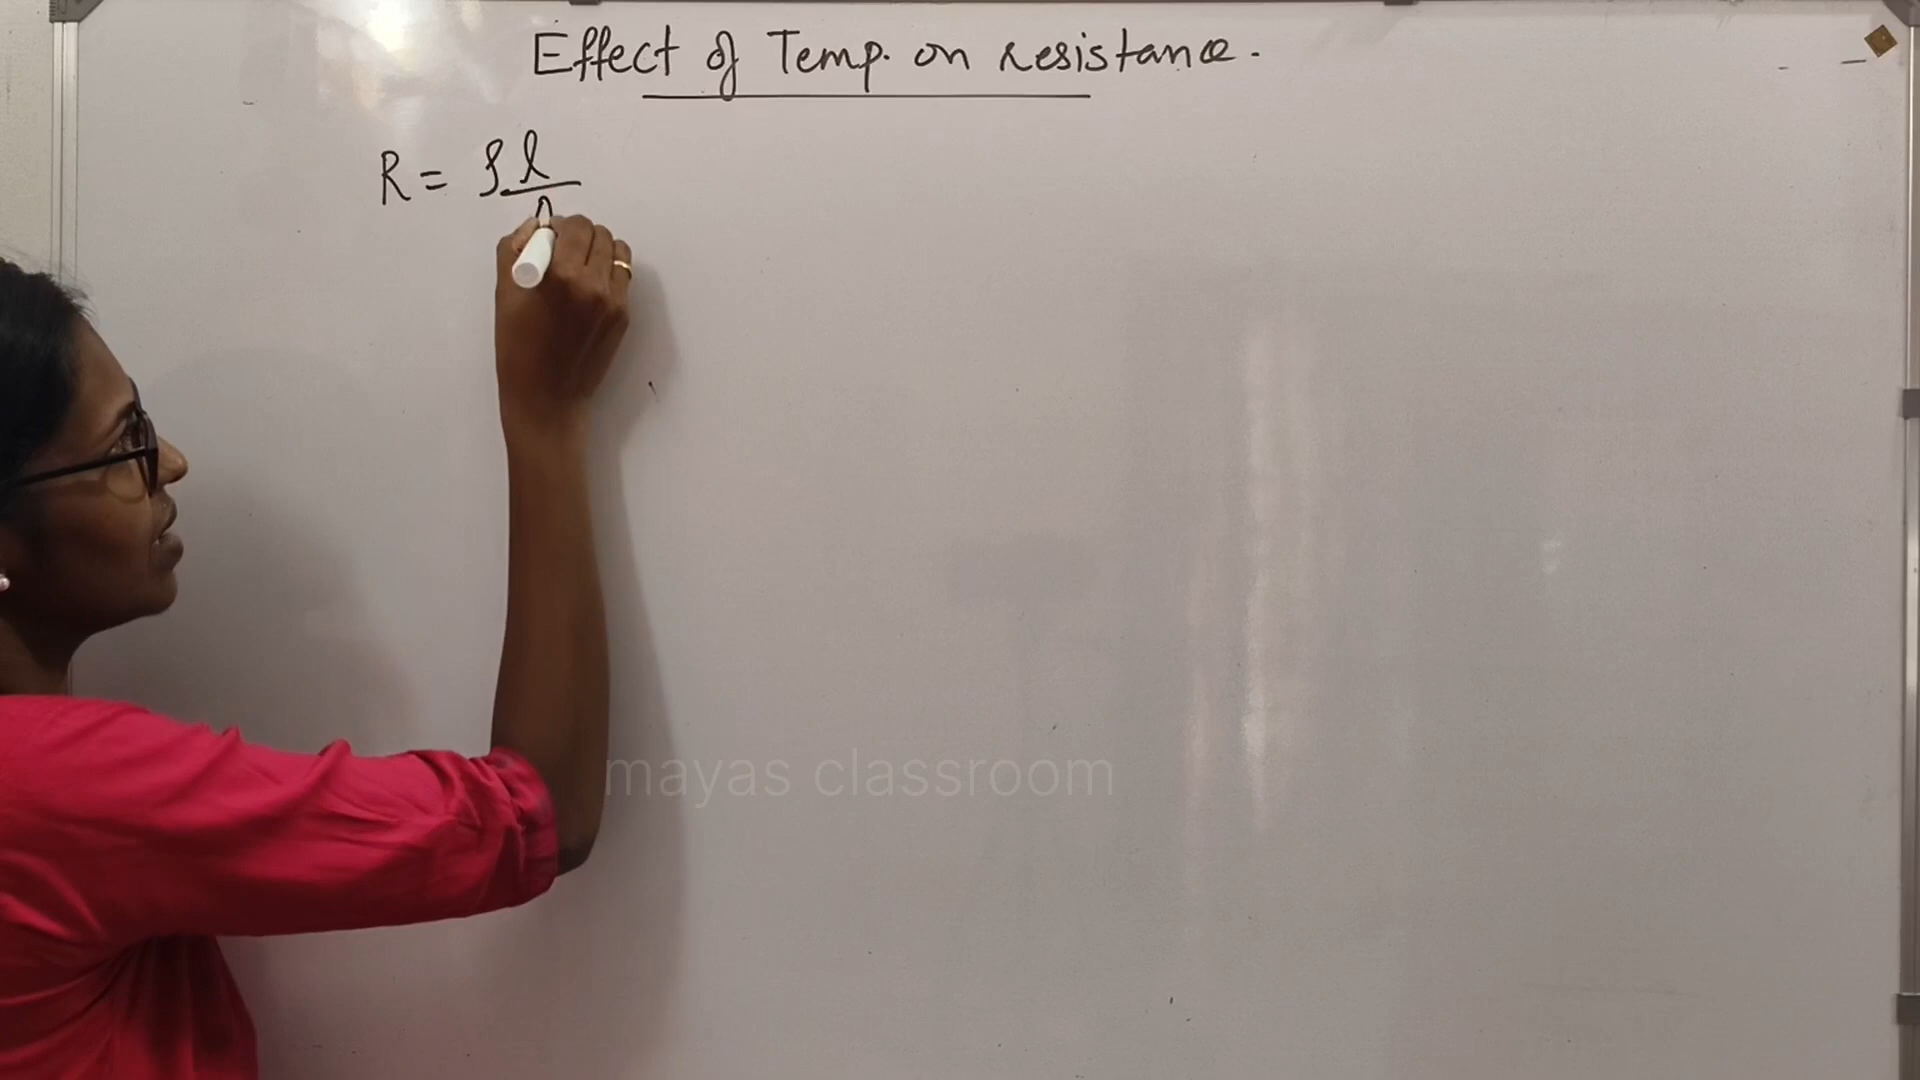 Effect of Temp. on resistance.
R = ρl/A
mayas classroom